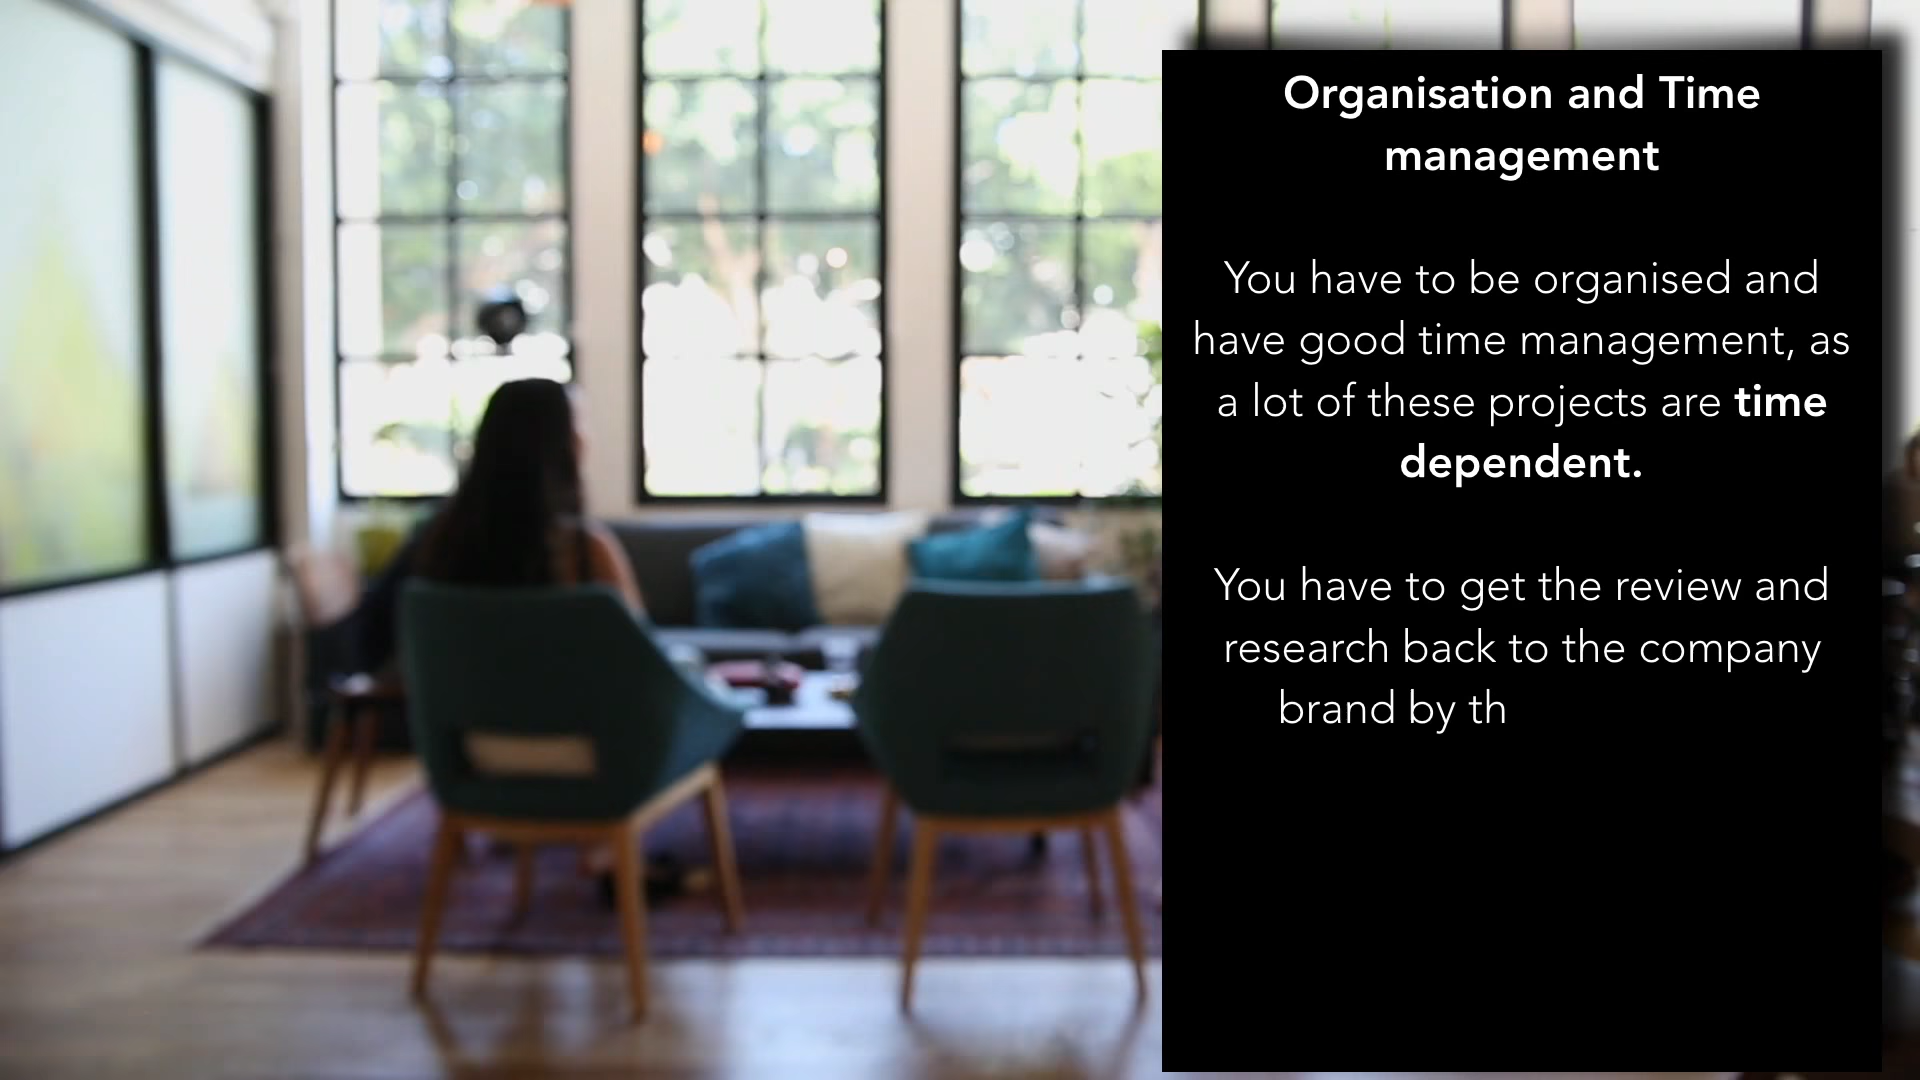 Organisation and Time
management
You have to be organised and
have good time management, as
a lot of these projects are time
dependent.
You have to get the review and
research back to the company
brand by th